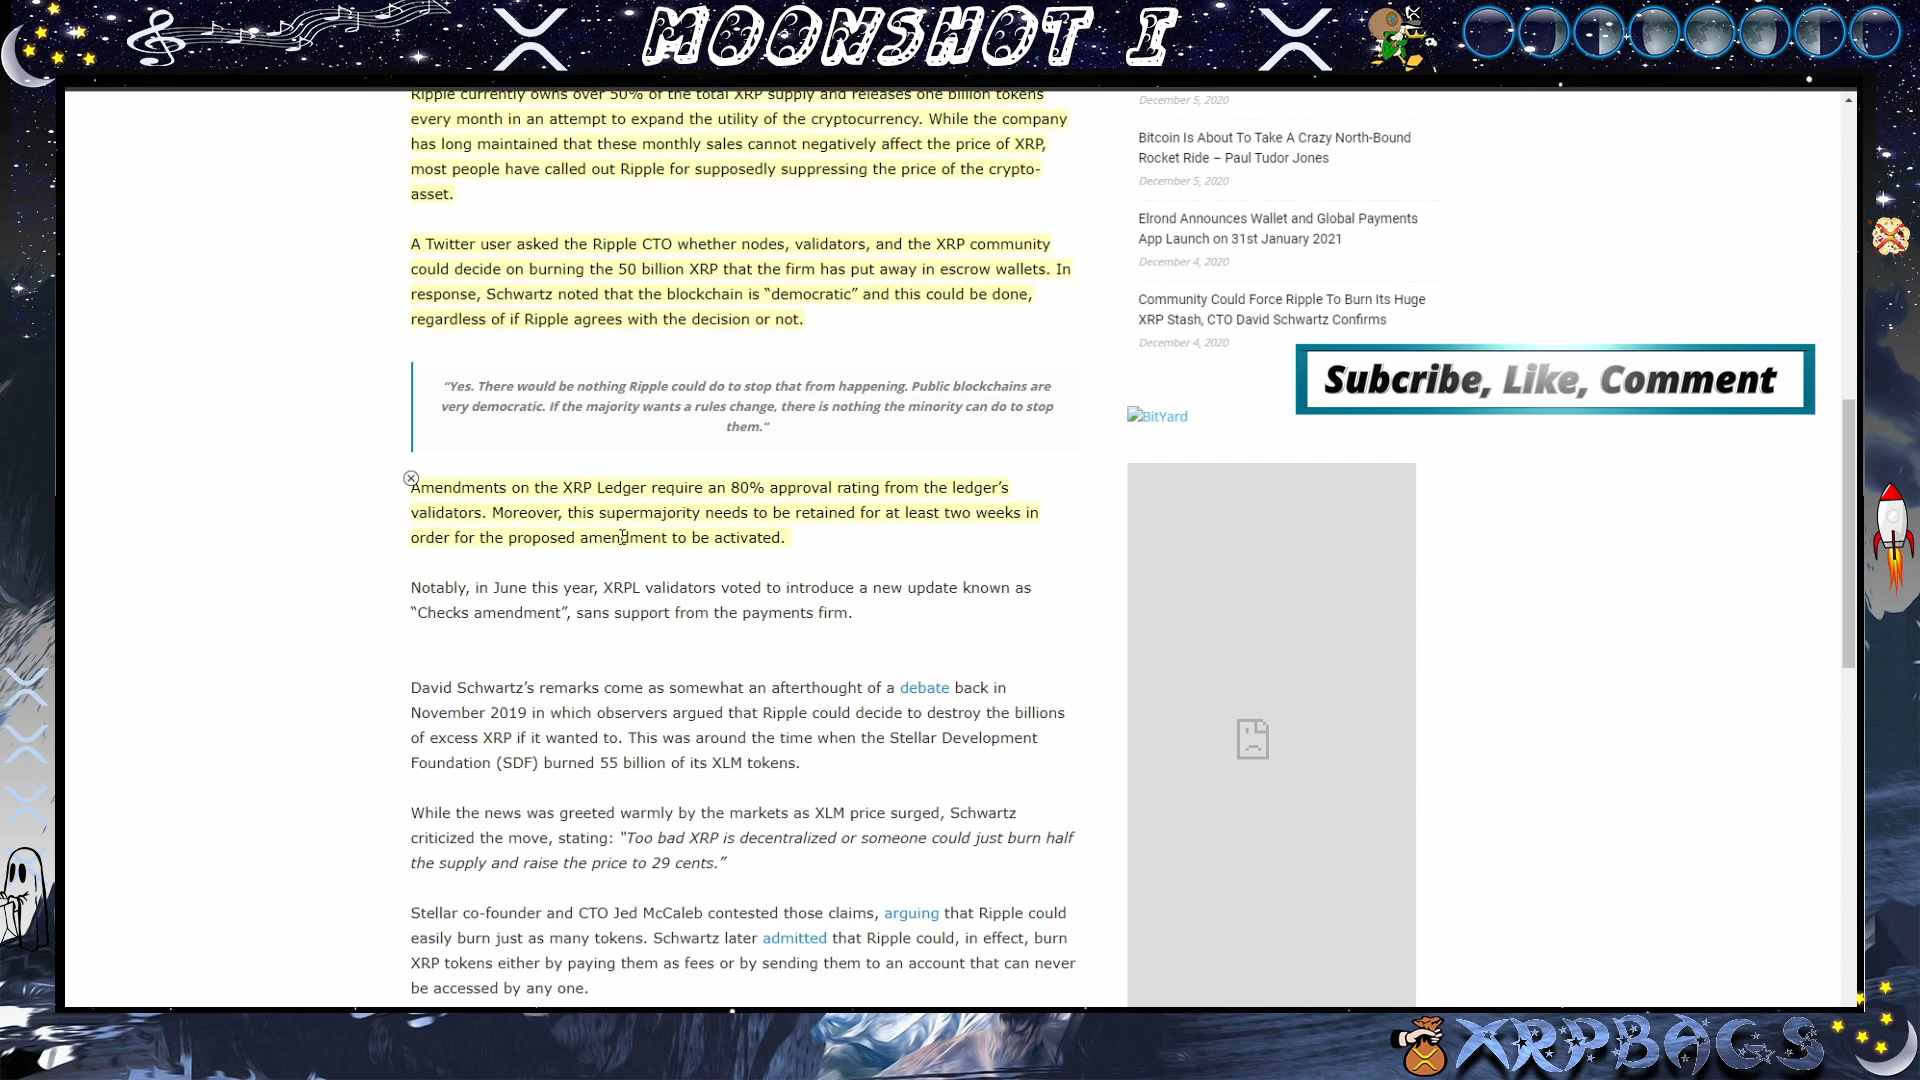 MOONSHOT I
Ripple currently owns over 50% of the total XRP supply and releases one billion tokens
every month in an attempt to expand the utility of the cryptocurrency. While the company
has long maintained that these monthly sales cannot negatively affect the price of XRP,
most people have called out Ripple for supposedly suppressing the price of the crypto-
asset.
A Twitter user asked the Ripple CTO whether nodes, validators, and the XRP community
could decide on burning the 50 billion XRP that the firm has put away in escrow wallets. In
response, Schwartz noted that the blockchain is “democratic” and this could be done,
regardless of if Ripple agrees with the decision or not.
“Yes. There would be nothing Ripple could do to stop that from happening. Public blockchains are
very democratic. If the majority wants a rules change, there is nothing the minority can do to stop
them.”
Amendments on the XRP Ledger require an 80% approval rating from the ledger’s
validators. Moreover, this supermajority needs to be retained for at least two weeks in
order for the proposed amendment to be activated.
Notably, in June this year, XRPL validators voted to introduce a new update known as
“Checks amendment”, sans support from the payments firm.
David Schwartz’s remarks come as somewhat an afterthought of a debate back in
November 2019 in which observers argued that Ripple could decide to destroy the billions
of excess XRP if it wanted to. This was around the time when the Stellar Development
Foundation (SDF) burned 55 billion of its XLM tokens.
While the news was greeted warmly by the markets as XLM price surged, Schwartz
criticized the move, stating: “Too bad XRP is decentralized or someone could just burn half
the supply and raise the price to 29 cents.”
Stellar co-founder and CTO Jed McCaleb contested those claims, arguing that Ripple could
easily burn just as many tokens. Schwartz later admitted that Ripple could, in effect, burn
XRP tokens either by paying them as fees or by sending them to an account that can never
be accessed by any one.
December 5, 2020
Bitcoin Is About To Take A Crazy North-Bound
Rocket Ride – Paul Tudor Jones
December 5, 2020
Elrond Announces Wallet and Global Payments
App Launch on 31st January 2021
December 4, 2020
Community Could Force Ripple To Burn Its Huge
XRP Stash, CTO David Schwartz Confirms
December 4, 2020
Subcribe, Like, Comment
BitYard
XRPBAGS